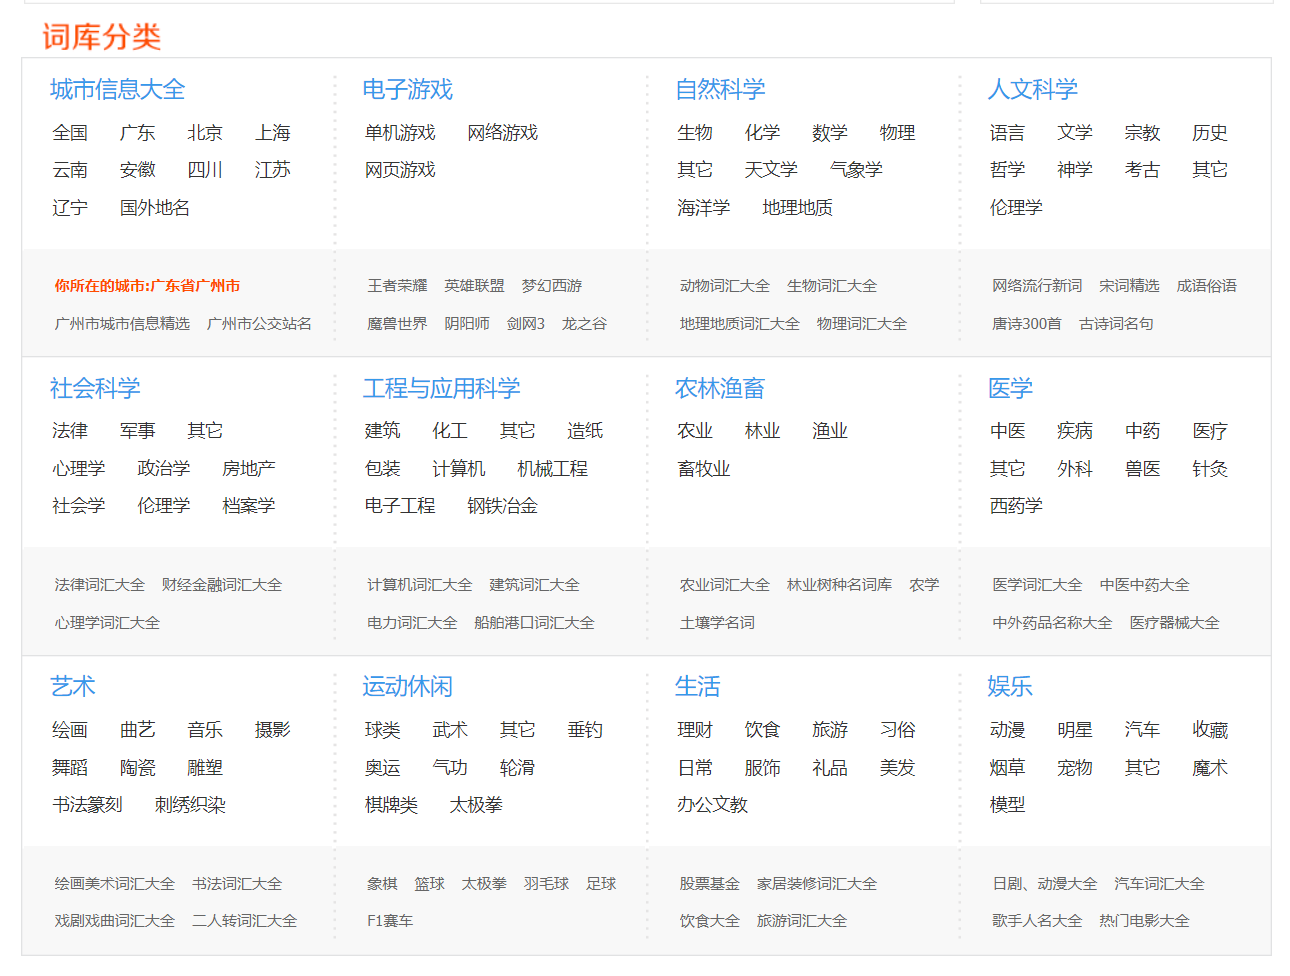 词库分类
城市信息大全
全国 广东 北京 上海
云南 安徽 四川 江苏
辽宁 国外地名
你所在的城市:广东省广州市
广州市城市信息精选 广州市公交站名
电子游戏
单机游戏 网络游戏
网页游戏
王者荣耀 英雄联盟 梦幻西游
魔兽世界 阴阳师 剑网3 龙之谷
自然科学
生物 化学 数学 物理
其它 天文学 气象学
海洋学 地理地质
动物词汇大全 生物词汇大全
地理地质词汇大全 物理词汇大全
人文科学
语言 文学 宗教 历史
哲学 神学 考古 其它
伦理学
网络流行新词 宋词精选 成语俗语
唐诗300首 古诗词名句
社会科学
法律 军事 其它
心理学 政治学 房地产
社会学 伦理学 档案学
法律词汇大全 财经金融词汇大全
心理学词汇大全
工程与应用科学
建筑 化工 其它 造纸
包装 计算机 机械工程
电子工程 钢铁冶金
计算机词汇大全 建筑词汇大全
电力词汇大全 船舶港口词汇大全
农林渔畜
农业 林业 渔业
畜牧业
农业词汇大全 林业树种名词库 农学
土壤学名词
医学
中医 疾病 中药 医疗
其它 外科 兽医 针灸
西药学
医学词汇大全 中医中药大全
中外药品名称大全 医疗器械大全
艺术
绘画 曲艺 音乐 摄影
舞蹈 陶瓷 雕塑
书法篆刻 刺绣织染
绘画美术词汇大全 书法词汇大全
戏剧戏曲词汇大全 二人转词汇大全
运动休闲
球类 武术 其它 垂钓
奥运 气功 轮滑
棋牌类 太极拳
象棋 篮球 太极拳 羽毛球 足球
F1赛车
生活
理财 饮食 旅游 习俗
日常 服饰 礼品 美发
办公文教
股票基金 家居装修词汇大全
饮食大全 旅游词汇大全
娱乐
动漫 明星 汽车 收藏
烟草 宠物 其它 魔术
模型
日剧、动漫大全 汽车词汇大全
歌手人名大全 热门电影大全